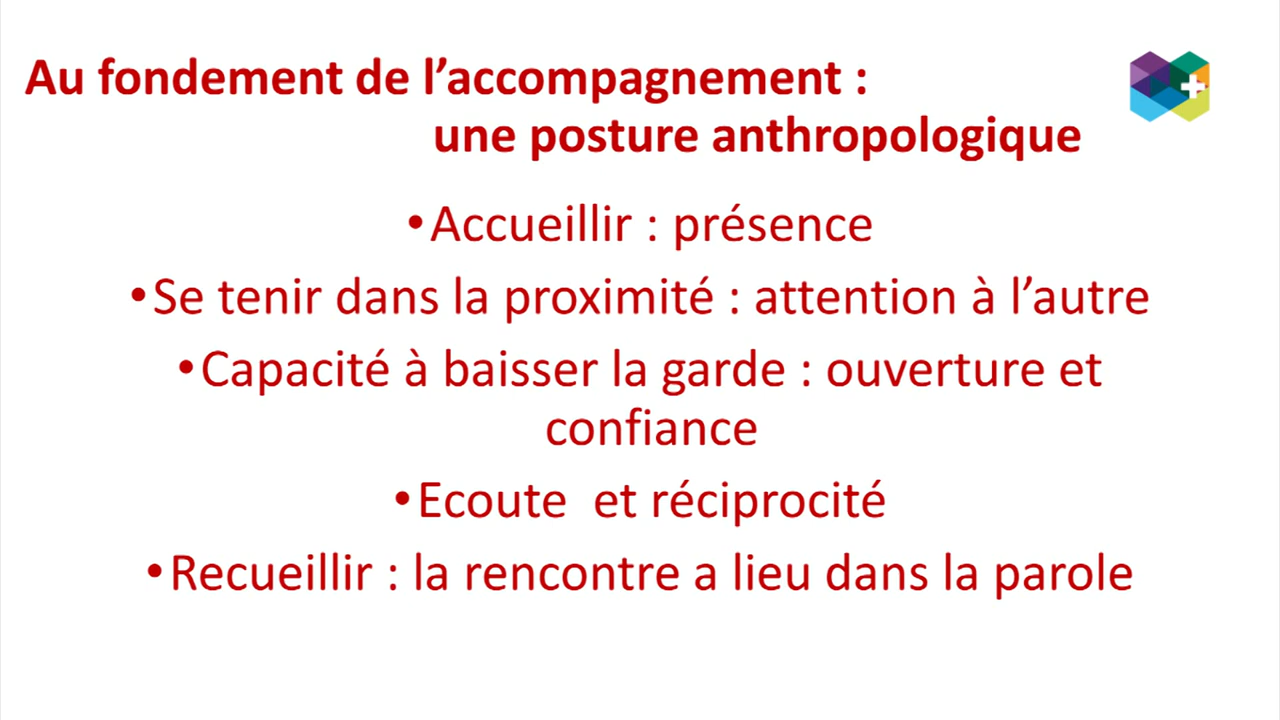 Au fondement de l’accompagnement :
une posture anthropologique
•Accueillir : présence
•Se tenir dans la proximité : attention à l’autre
•Capacité à baisser la garde : ouverture et
confiance
•Ecoute  et réciprocité
•Recueillir : la rencontre a lieu dans la parole